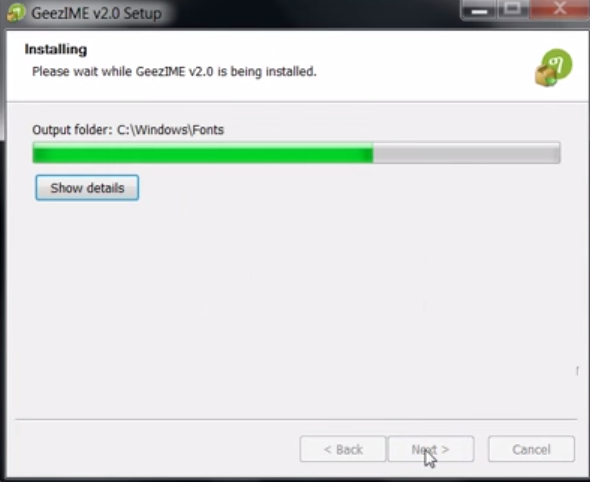 GeezIME v2.0 Setup
Installing
Please wait while GeezIME v2.0 is being installed.
Output folder: C:\Windows\Fonts
Show details
< Back
Next >
Cancel